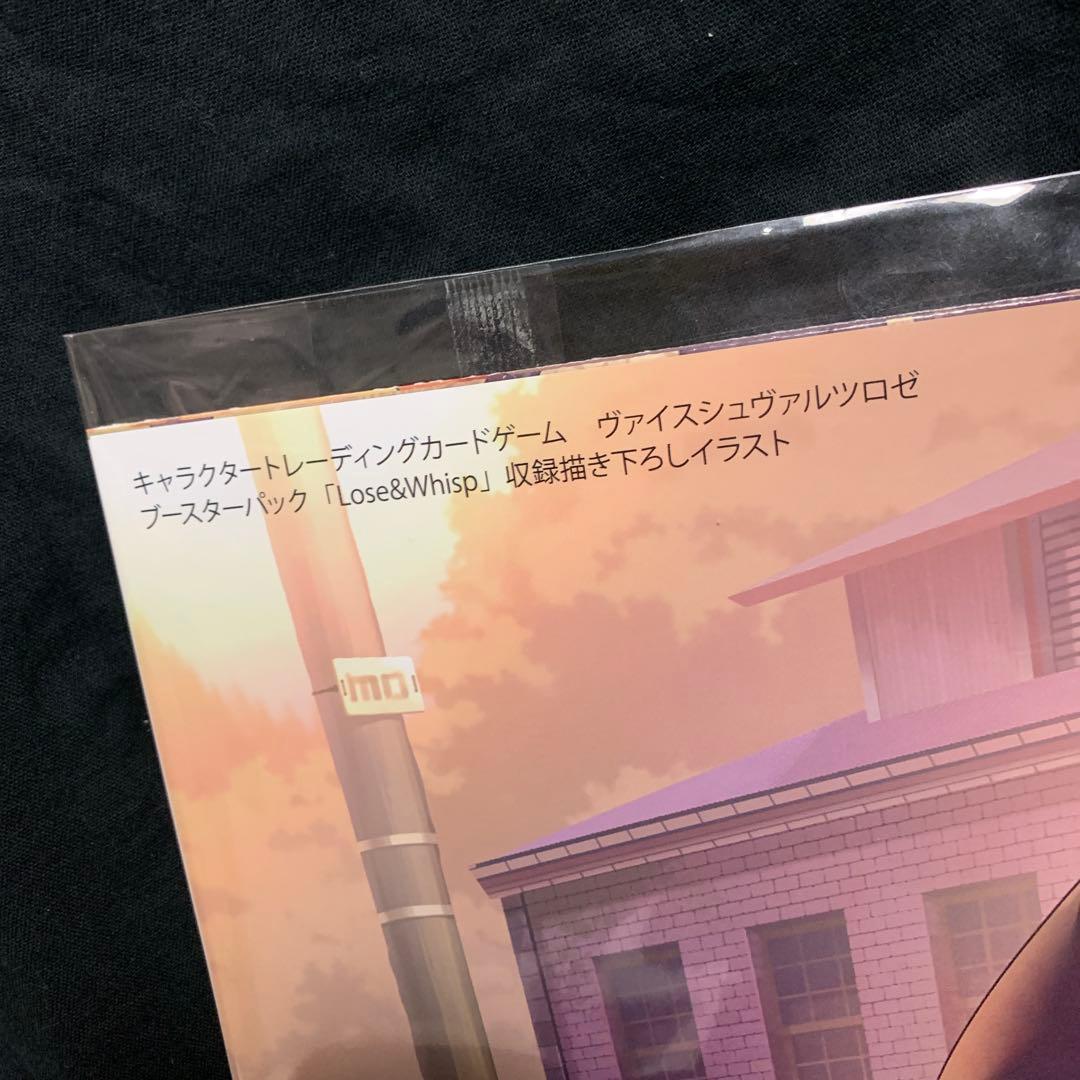 キャラクタートレーディングカードゲーム　ヴァイスシュヴァルツロゼ
ブースターパック「Lose&Whisp」収録描き下ろしイラスト